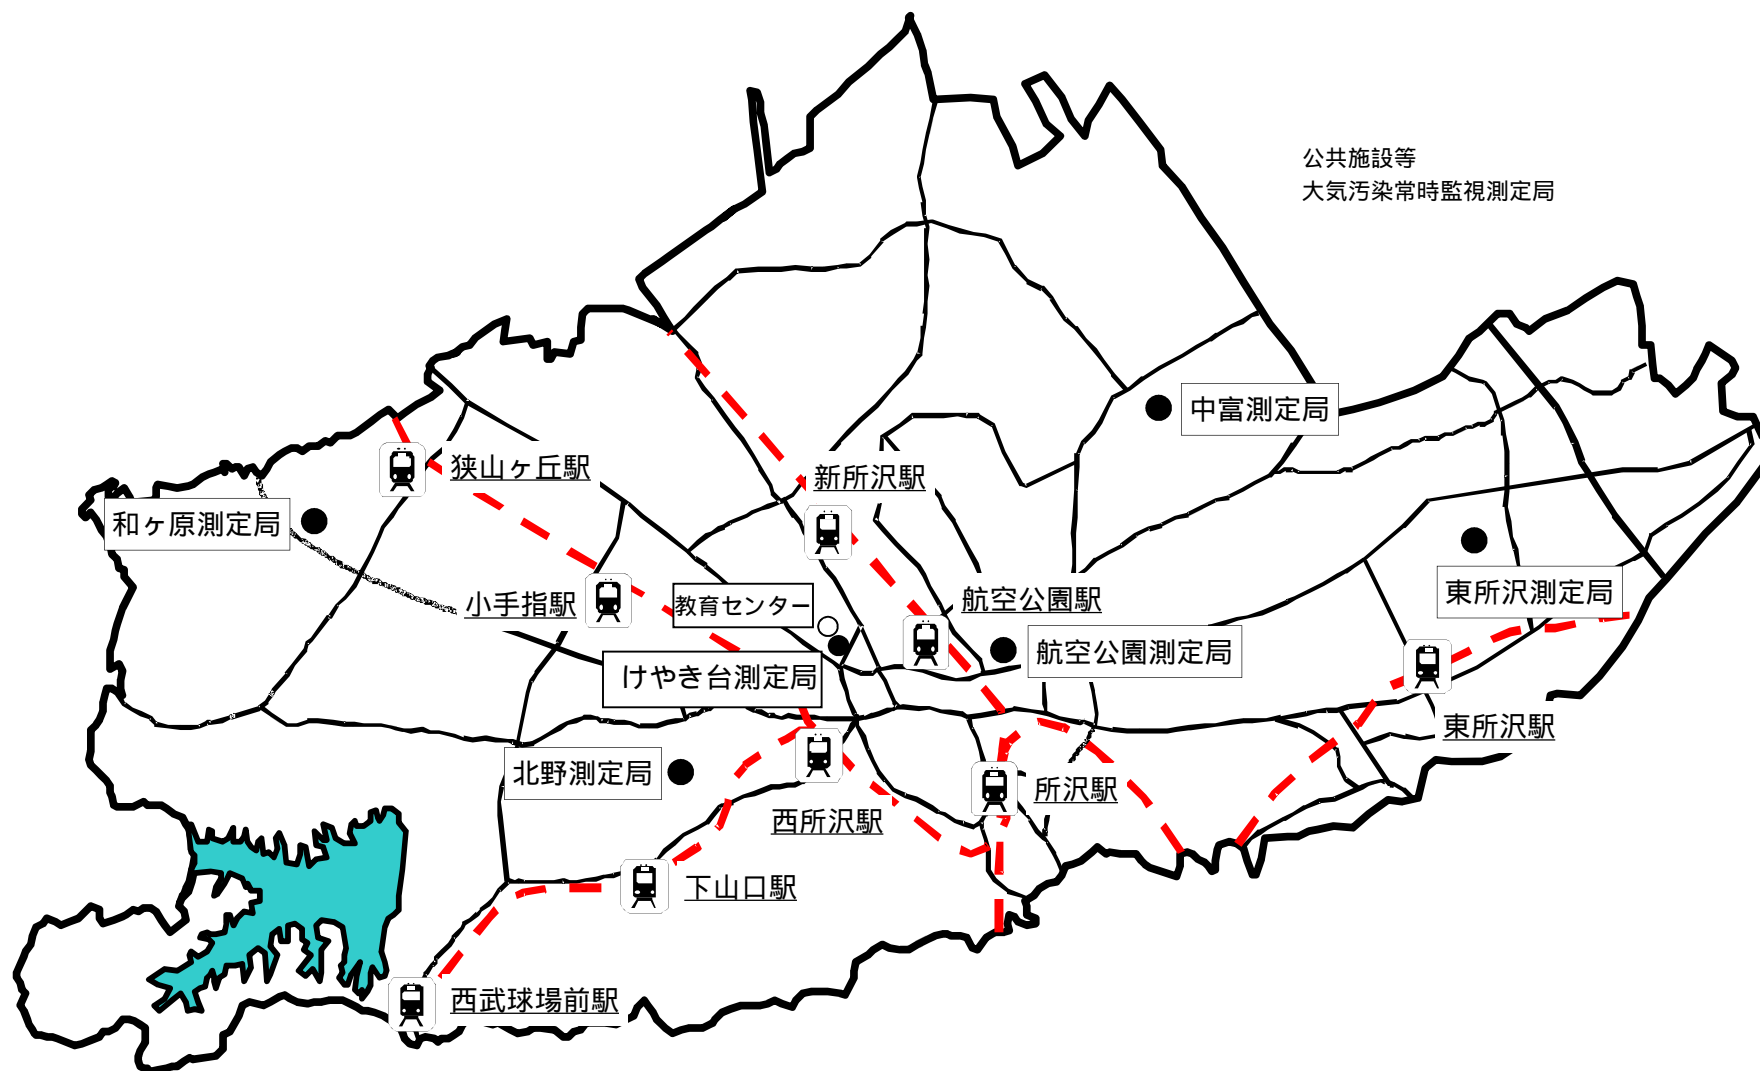 公共施設等
大気汚染常時監視測定局
中富測定局
狭山ヶ丘駅
新所沢駅
和ヶ原測定局
東所沢測定局
小手指駅
教育センター
航空公園駅
航空公園測定局
けやき台測定局
東所沢駅
北野測定局
所沢駅
西所沢駅
下山口駅
西武球場前駅